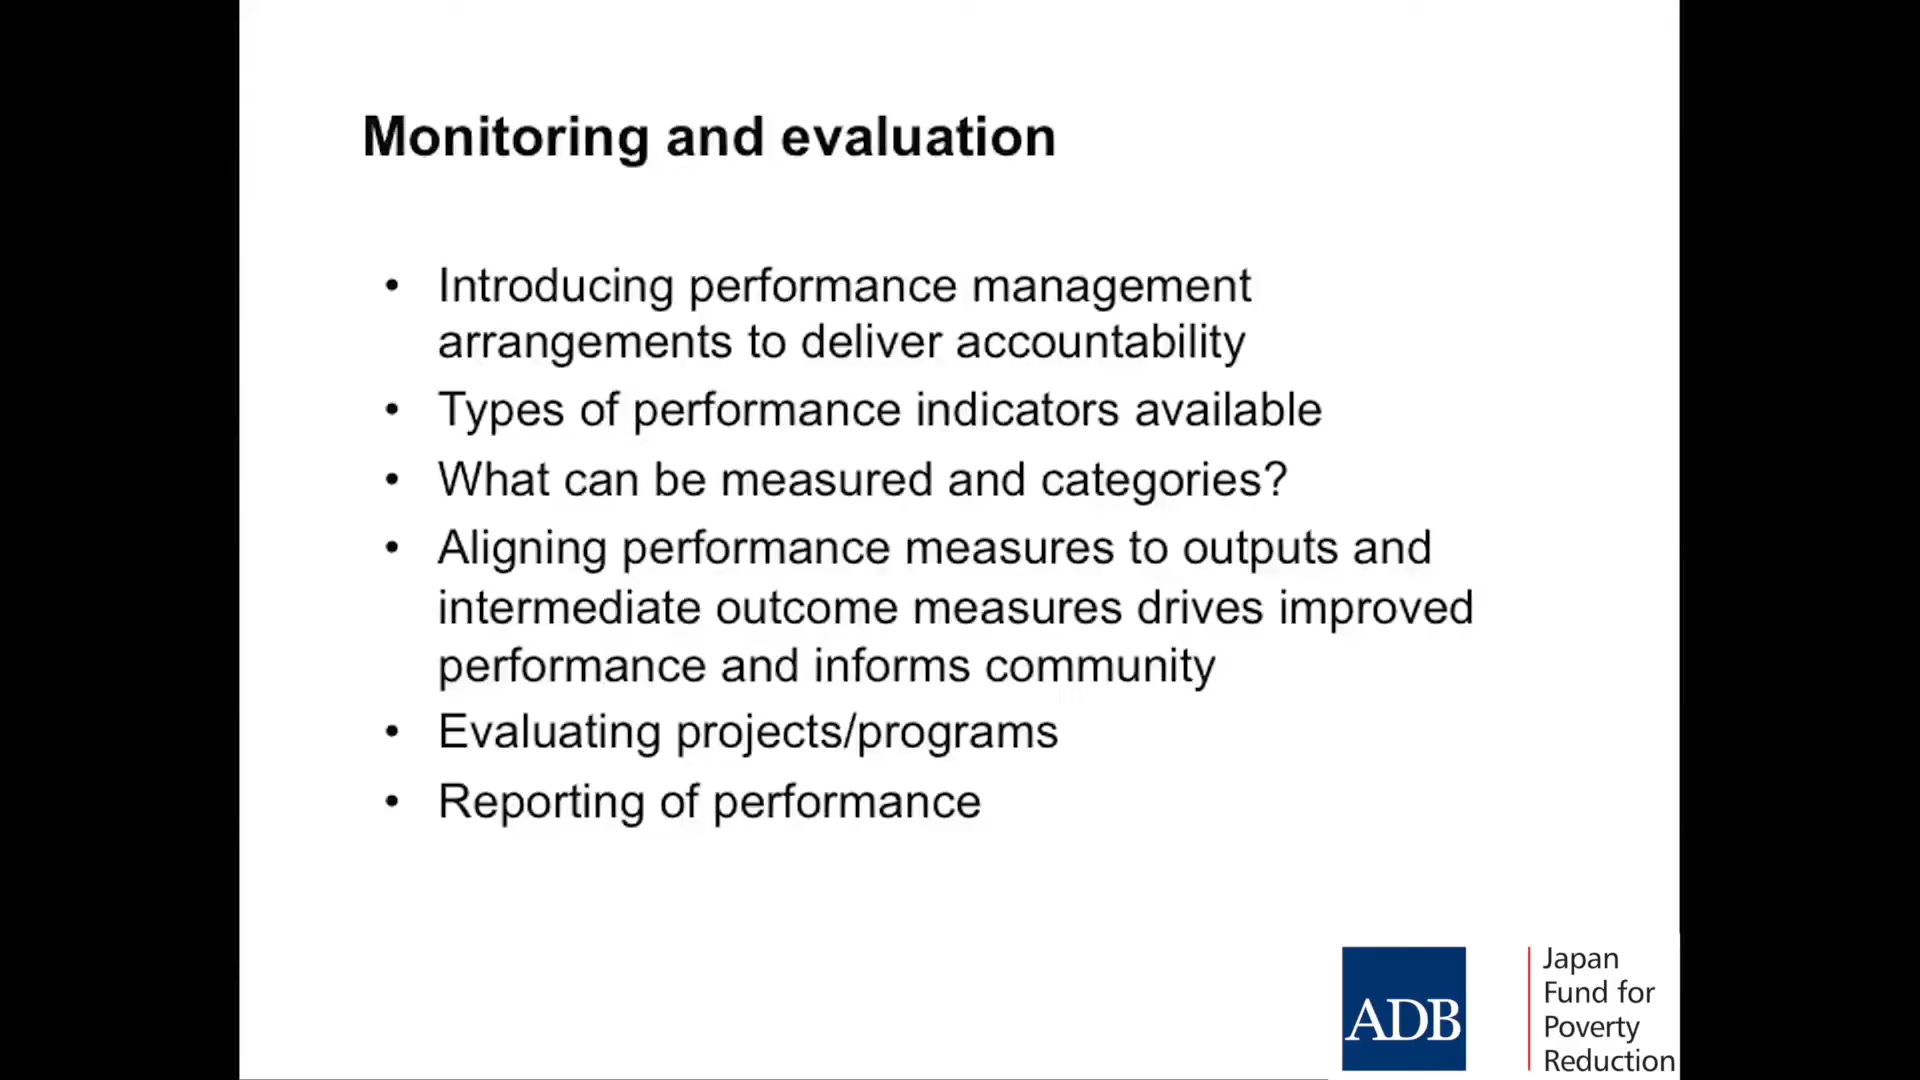 Monitoring and evaluation
• Introducing performance management
arrangements to deliver accountability
• Types of performance indicators available
• What can be measured and categories?
• Aligning performance measures to outputs and
intermediate outcome measures drives improved
performance and informs community
• Evaluating projects/programs
• Reporting of performance
ADB
Japan
Fund for
Poverty
Reduction